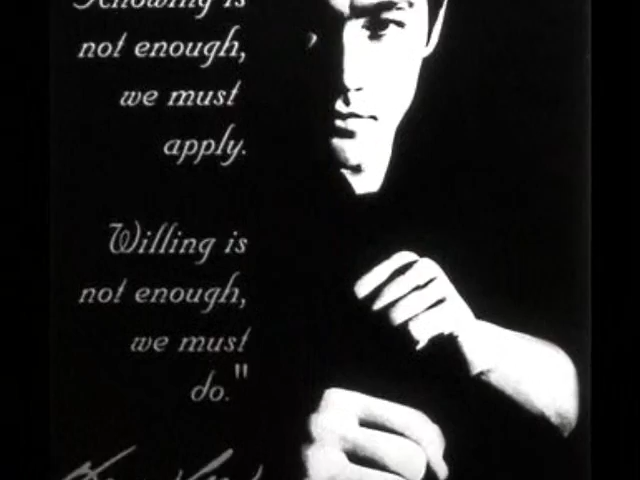 Knowing is
not enough,
we must
apply.
Willing is
not enough,
we must
do."